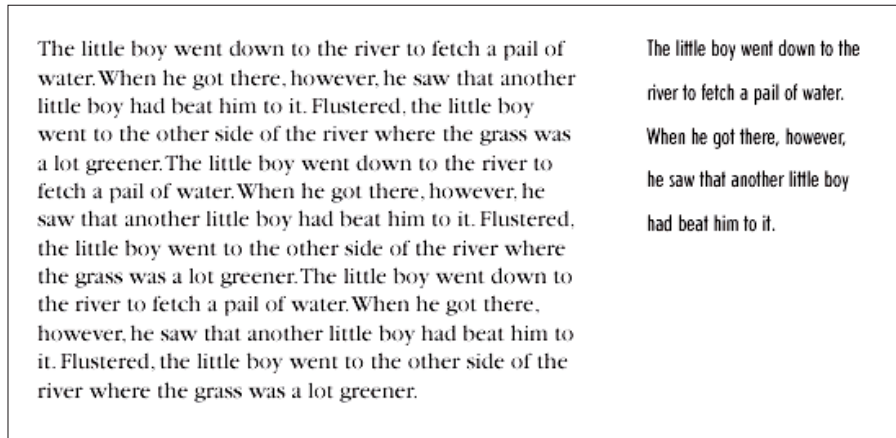 The little boy went down to the river to fetch a pail of
water. When he got there, however, he saw that another
little boy had beat him to it. Flustered, the little boy
went to the other side of the river where the grass was
a lot greener. The little boy went down to the river to
fetch a pail of water. When he got there, however, he
saw that another little boy had beat him to it. Flustered,
the little boy went to the other side of the river where
the grass was a lot greener. The little boy went down to
the river to fetch a pail of water. When he got there,
however, he saw that another little boy had beat him to
it. Flustered, the little boy went to the other side of the
river where the grass was a lot greener.
The little boy went down to the
river to fetch a pail of water.
When he got there, however,
he saw that another little boy
had beat him to it.